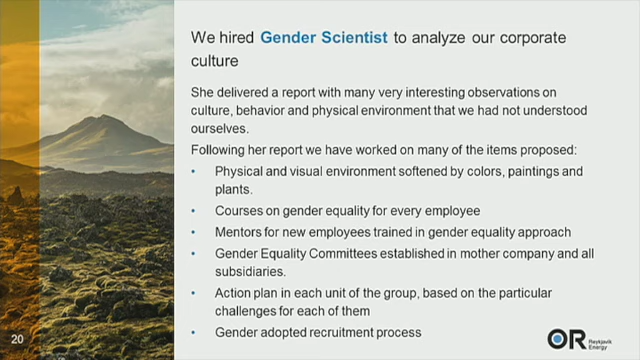 We hired Gender Scientist to analyze our corporate
culture
She delivered a report with many very interesting observations on
culture, behavior and physical environment that we had not understood
ourselves.
Following her report we have worked on many of the items proposed:
• Physical and visual environment softened by colors, paintings and
plants.
• Courses on gender equality for every employee
• Mentors for new employees trained in gender equality approach
• Gender Equality Committees established in mother company and all
subsidiaries.
• Action plan in each unit of the group, based on the particular
challenges for each of them
• Gender adopted recruitment process
20
OR Reykjavik
Energy